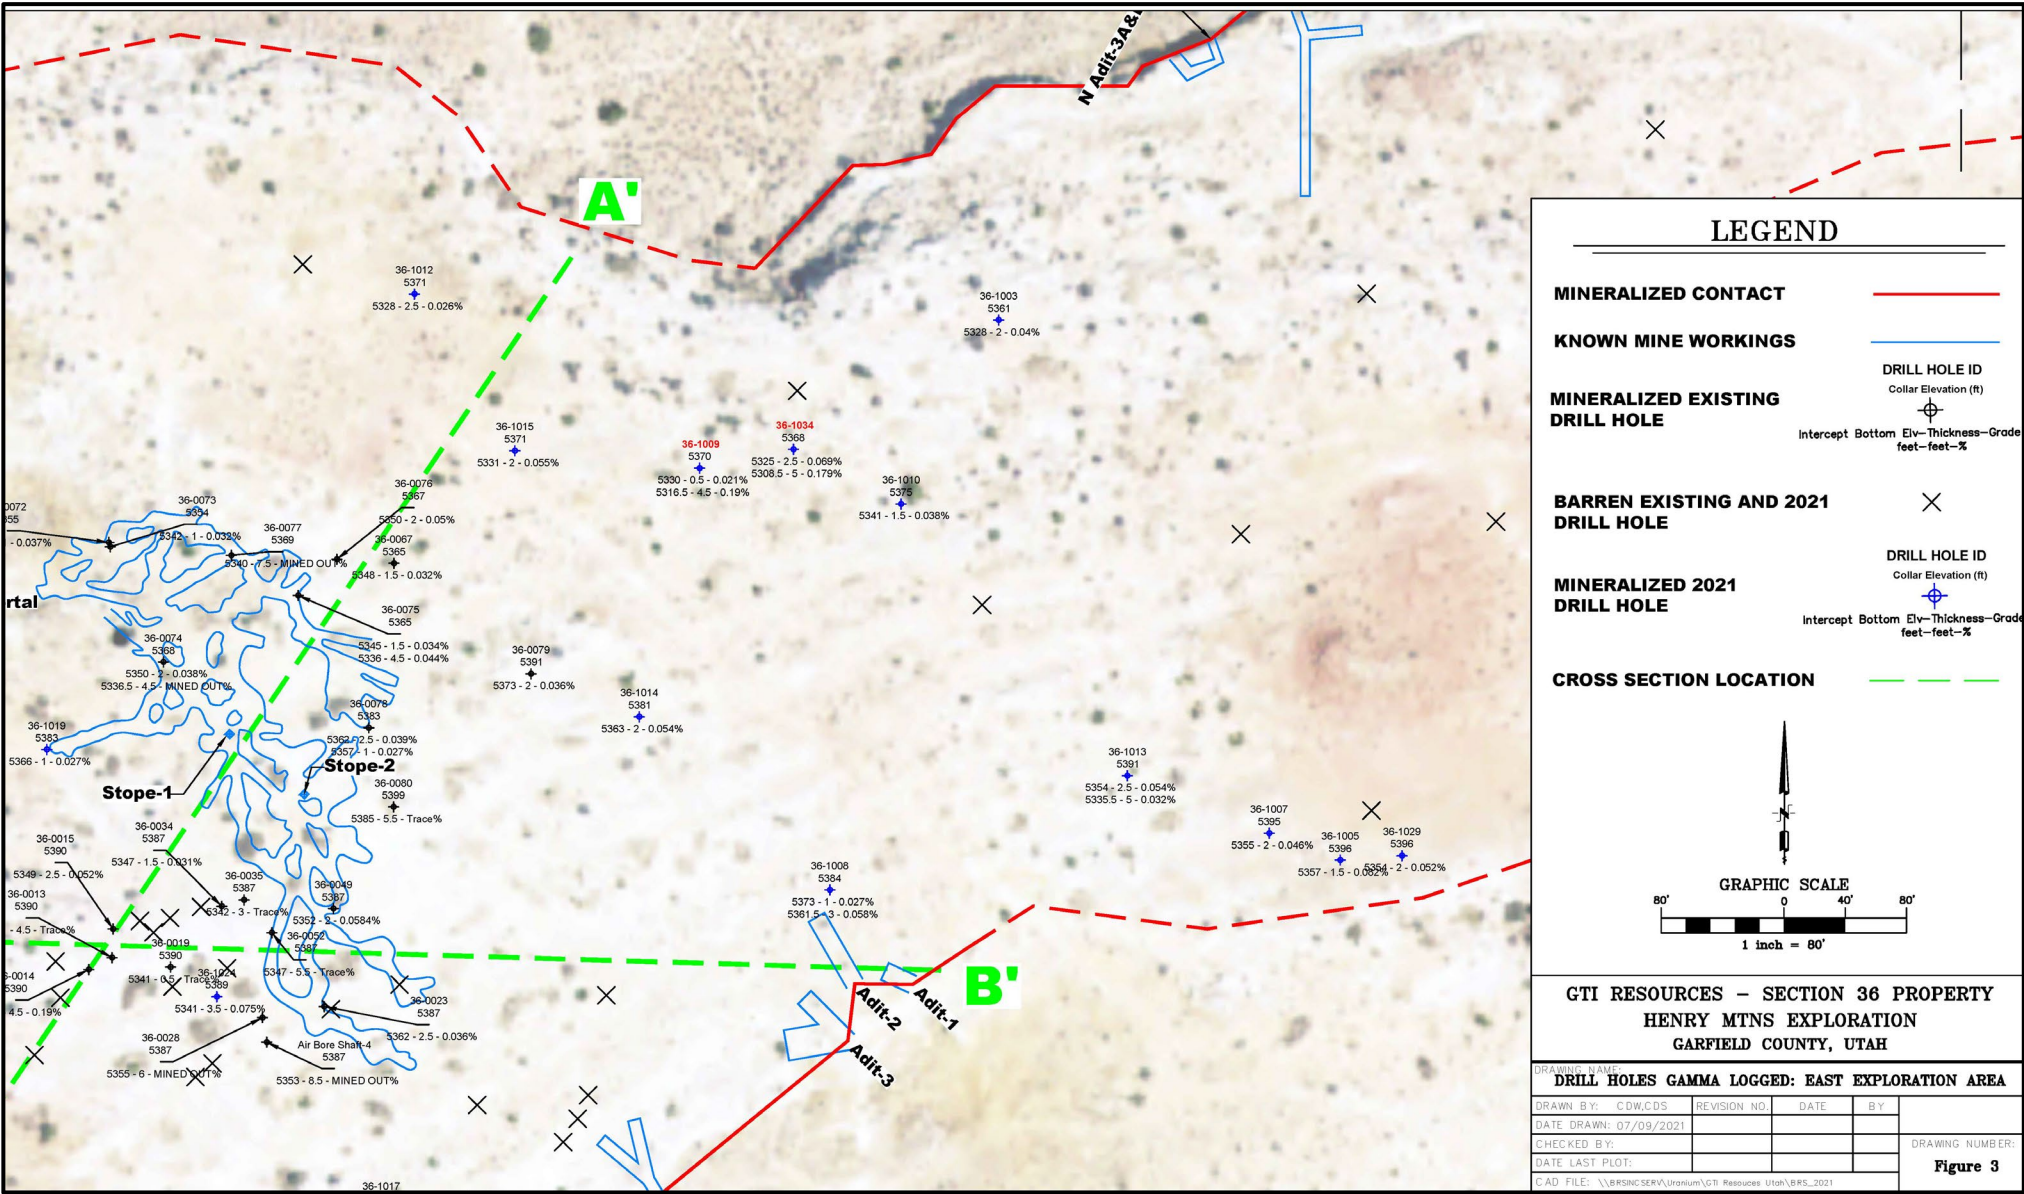 N Adit-3A&
A'
36-1012
5371
5328 - 2.5 - 0.026%
36-1003
5361
5328 - 2 - 0.04%
36-1015
5371
5331 - 2 - 0.055%
36-1009
5370
5330 - 0.5 - 0.021%
5316.5 - 4.5 - 0.19%
36-1034
5368
5325 - 2.5 - 0.069%
5308.5 - 5 - 0.179%
36-1010
5375
5341 - 1.5 - 0.038%
0072
355
- 0.037%
36-0073
5354
5342 - 1 - 0.032%
36-0077
5369
5340 - 7.5 - MINED OUT%
36-0076
5367
5350 - 2 - 0.05%
36-0067
5365
5348 - 1.5 - 0.032%
rtal
36-0075
5365
5345 - 1.5 - 0.034%
5336 - 4.5 - 0.044%
36-0074
5368
5350 - 2 - 0.038%
5336.5 - 4.5 - MINED OUT%
36-0079
5391
5373 - 2 - 0.036%
36-1014
5381
5363 - 2 - 0.054%
36-1019
5383
5366 - 1 - 0.027%
36-0078
5383
5362 - 2.5 - 0.039%
5357 - 1 - 0.027%
Stope-2
Stope-1
36-0080
5399
5385 - 5.5 - Trace%
36-1013
5391
5354 - 2.5 - 0.054%
5335.5 - 5 - 0.032%
36-1007
5395
5355 - 2 - 0.046%
36-1005
5396
5357 - 1.5 - 0.082%
36-1029
5396
5354 - 2 - 0.052%
36-0015
5390
5349 - 2.5 - 0.052%
36-0034
5387
5347 - 1.5 - 0.031%
36-0035
5387
5342 - 3 - Trace%
36-0049
5387
5352 - 2 - 0.0584%
36-1008
5384
5373 - 1 - 0.027%
5361.5 - 3 - 0.058%
36-0013
5390
- 4.5 - Trace%
36-0019
5390
5341 - 0.5 - Trace%
36-0052
5387
5347 - 5.5 - Trace%
6-0014
5390
4.5 - 0.19%
36-1024
5389
5341 - 3.5 - 0.075%
36-0023
5387
5362 - 2.5 - 0.036%
36-0028
5387
5355 - 6 - MINED OUT%
Air Bore Shaft-4
5387
5353 - 8.5 - MINED OUT%
B'
Adit-1
Adit-2
Adit-3
36-1017
LEGEND
MINERALIZED CONTACT
KNOWN MINE WORKINGS
MINERALIZED EXISTING
DRILL HOLE
DRILL HOLE ID
Collar Elevation (ft)
Intercept Bottom Elv-Thickness-Grade
feet-feet-%
BARREN EXISTING AND 2021
DRILL HOLE
MINERALIZED 2021
DRILL HOLE
DRILL HOLE ID
Collar Elevation (ft)
Intercept Bottom Elv-Thickness-Grade
feet-feet-%
CROSS SECTION LOCATION
N
GRAPHIC SCALE
80' 0 40' 80'
1 inch = 80'
GTI RESOURCES - SECTION 36 PROPERTY
HENRY MTNS EXPLORATION
GARFIELD COUNTY, UTAH
DRAWING NAME:
DRILL HOLES GAMMA LOGGED: EAST EXPLORATION AREA
DRAWN BY: CDW,CDS REVISION NO. DATE BY
DATE DRAWN: 07/09/2021
CHECKED BY:
DRAWING NUMBER:
DATE LAST PLOT:
Figure 3
CAD FILE: \\BRSINCSERV\Uranium\GTI Resouces Utah\BRS_2021